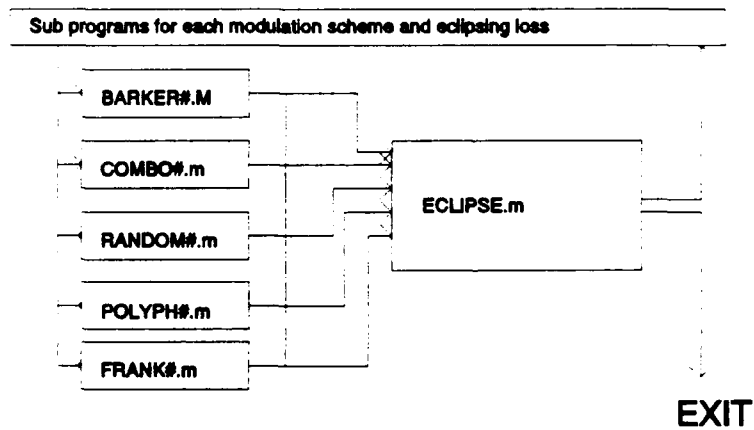 Sub programs for each modulation scheme and eclipsing loss
BARKER#.M
COMBO#.m
RANDOM#.m
POLYPH#.m
FRANK#.m
ECLIPSE.m
EXIT